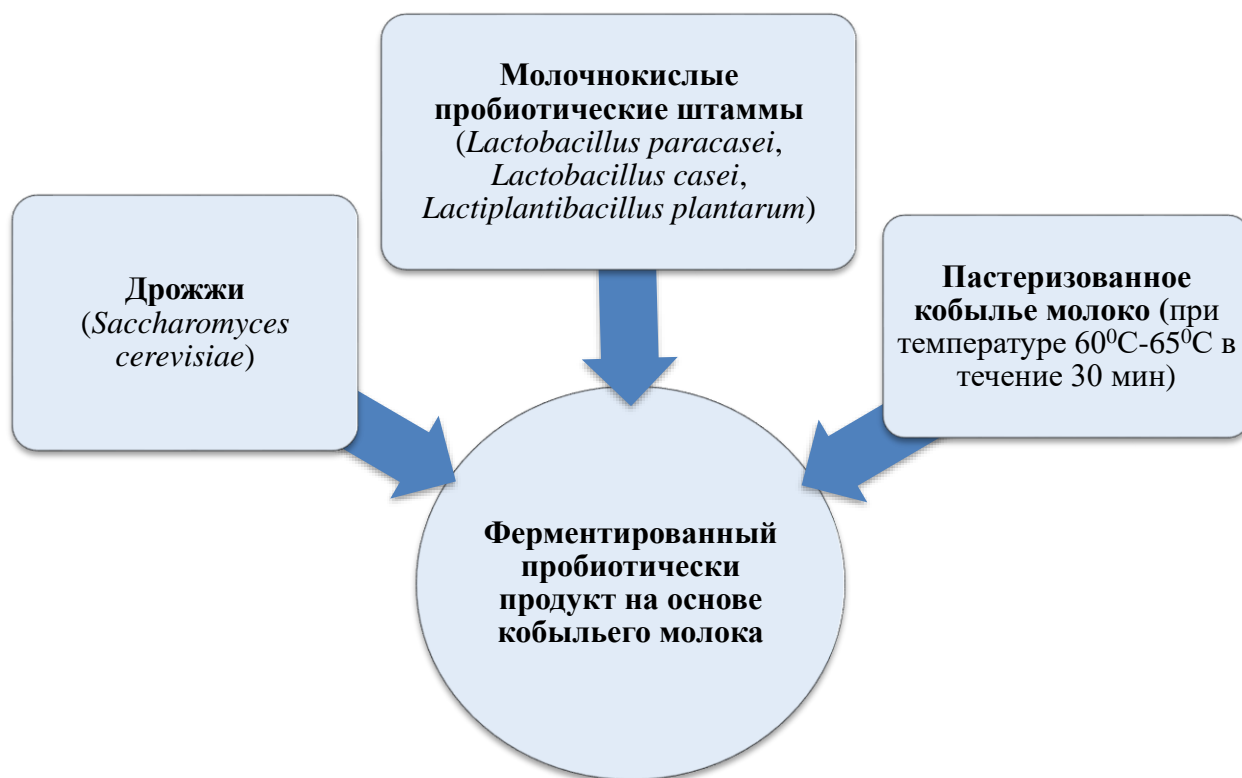 Молочнокислые
пробиотические штаммы
(Lactobacillus paracasei,
Lactobacillus casei,
Lactiplantibacillus plantarum)
Дрожжи
(Saccharomyces
cerevisiae)
Пастеризованное
кобылье молоко (при
температуре 60⁰С-65⁰С в
течение 30 мин)
Ферментированный
пробиотически
продукт на основе
кобыльего молока